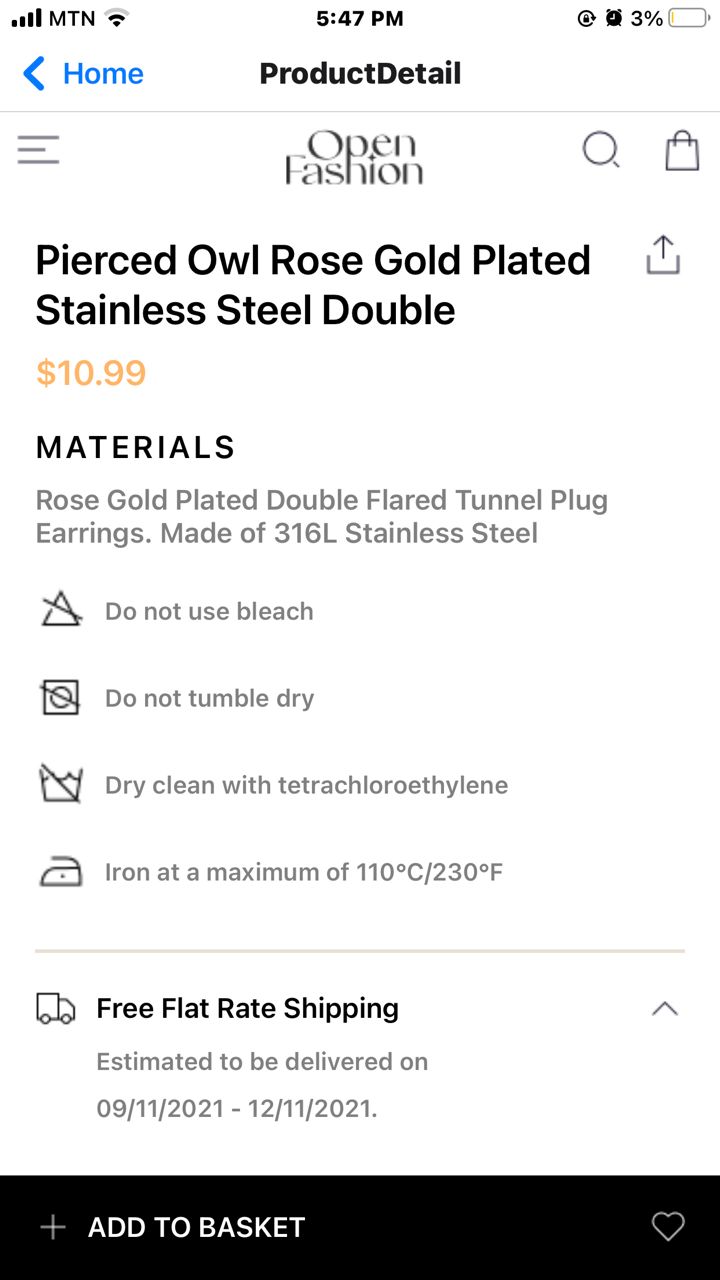 MTN 5:47 PM 3%
Home ProductDetail
Open
Fashion
Pierced Owl Rose Gold Plated
Stainless Steel Double
$10.99
MATERIALS
Rose Gold Plated Double Flared Tunnel Plug
Earrings. Made of 316L Stainless Steel
Do not use bleach
Do not tumble dry
Dry clean with tetrachloroethylene
Iron at a maximum of 110ºC/230ºF
Free Flat Rate Shipping
Estimated to be delivered on
09/11/2021 - 12/11/2021.
ADD TO BASKET